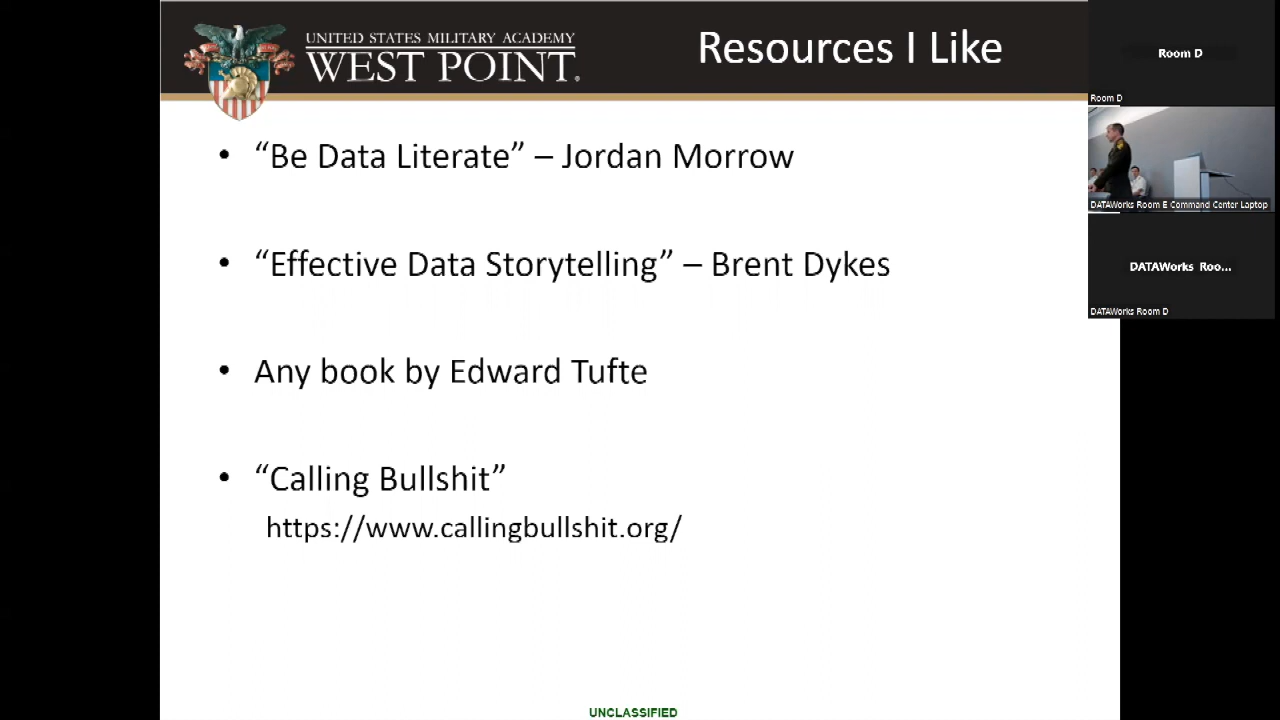 UNITED STATES MILITARY ACADEMY
WEST POINT.
Resources I Like
• “Be Data Literate” – Jordan Morrow
• “Effective Data Storytelling” – Brent Dykes
• Any book by Edward Tufte
• “Calling Bullshit”
https://www.callingbullshit.org/
UNCLASSIFIED
Room D
Room D
DATAWorks Room E Command Center Laptop
DATAWorks Roo...
DATAWorks Room D